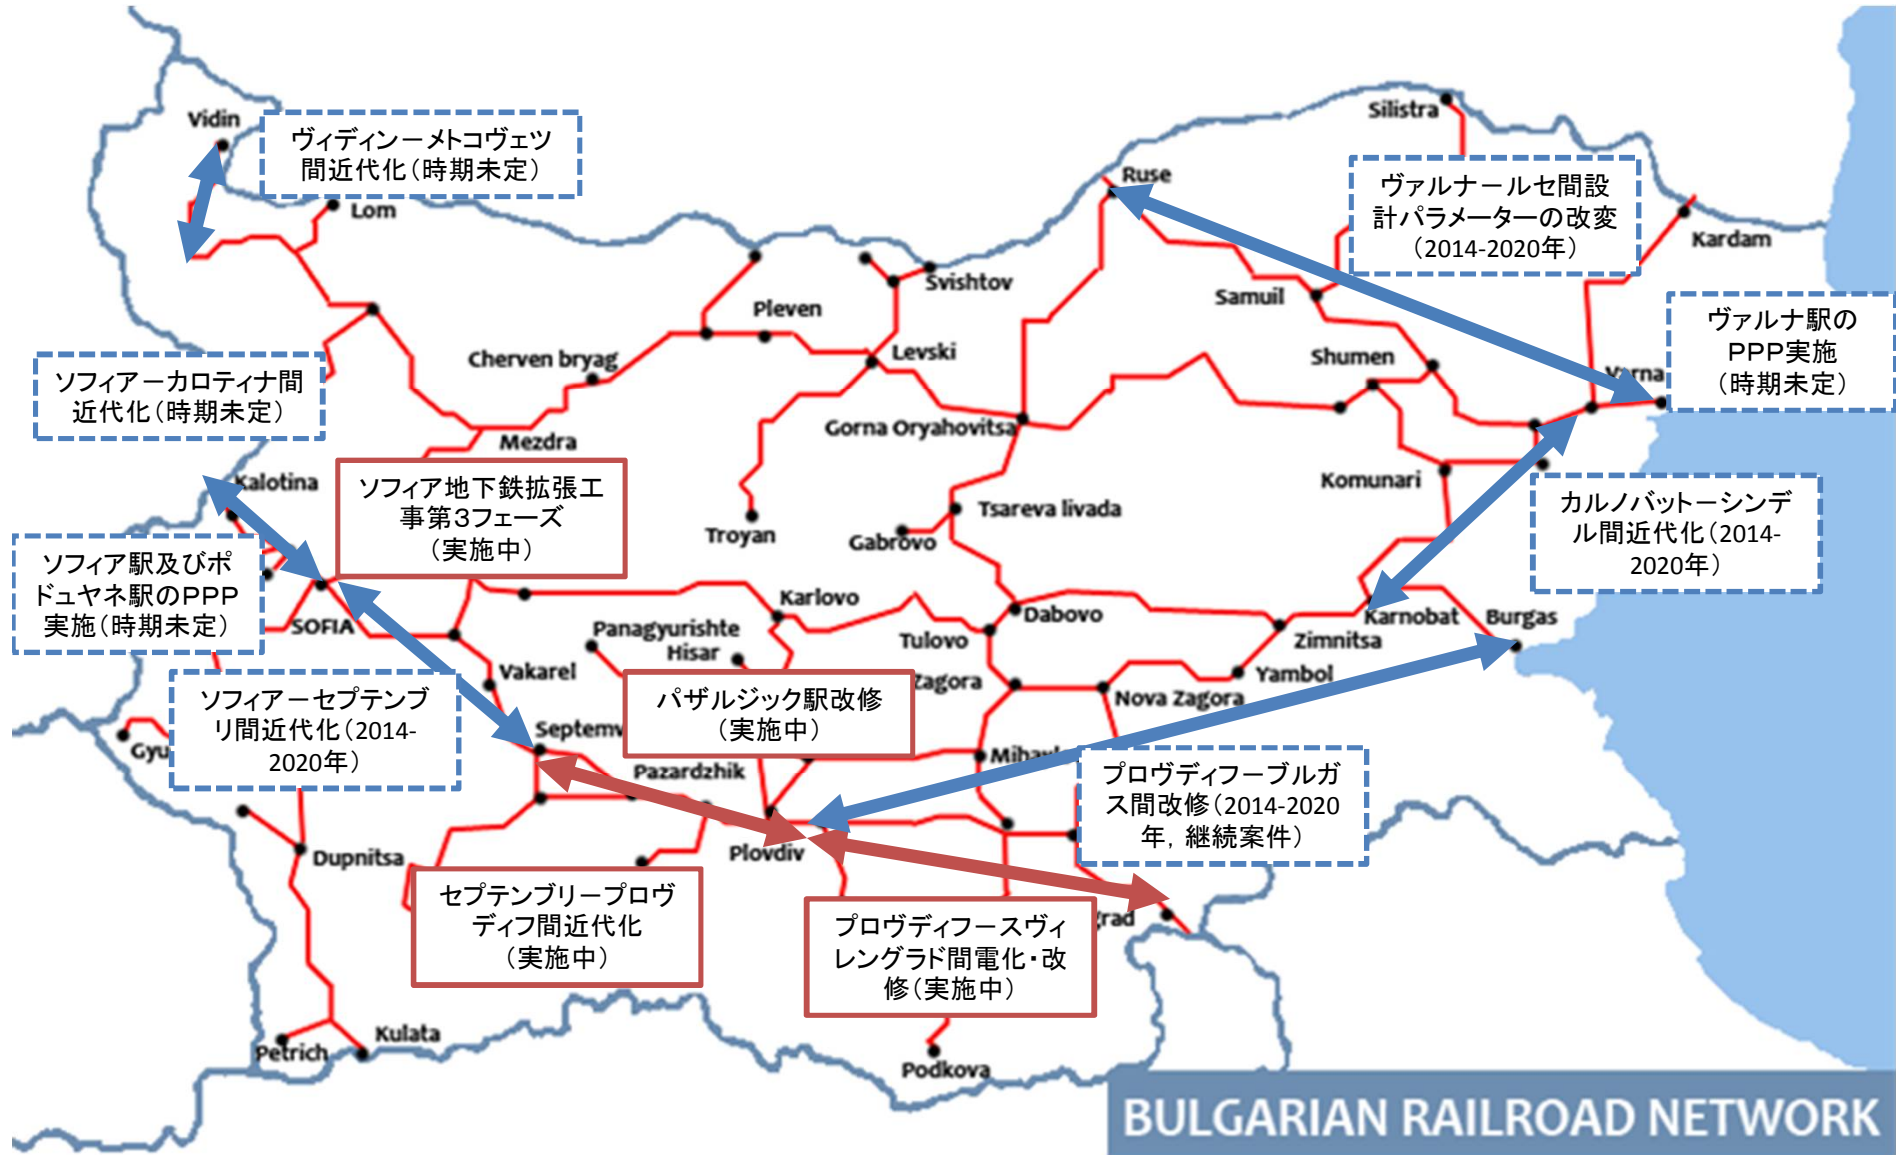 Vidin
ヴィディンーメトコヴェツ
間近代化（時期未定）
Lom
Silistra
Ruse
ヴァルナールセ間設
計パラメーターの改変
（2014-2020年）
Kardam
Svishtov
Samuil
Pleven
ヴァルナ駅の
PPP実施
（時期未定）
Levski
Cherven bryag
Shumen
Varna
ソフィアーカロティナ間
近代化（時期未定）
Mezdra
Gorna Oryahovitsa
Kalotina
ソフィア地下鉄拡張工
事第３フェーズ
（実施中）
Komunari
カルノバットーシンデ
ル間近代化（2014-
2020年）
Tsareva livada
Troyan
Gabrovo
ソフィア駅及びポ
ドュヤネ駅のPPP
実施（時期未定）
SOFIA
Karlovo
Dabovo
Karnobat
Burgas
Panagyurishte
Hisar
Tulovo
Zimnitsa
Vakarel
Yambol
ソフィアーセプテンブ
リ間近代化（2014-
2020年）
パザルジック駅改修
（実施中）
Zagora
Nova Zagora
Septemv
Gyu
Pazardzhik
プロヴディフーブルガ
ス間改修（2014-2020
年，継続案件）
Dupnitsa
Plovdiv
セプテンブリープロヴ
ディフ間近代化
（実施中）
プロヴディフースヴィ
レングラド間電化・改
修（実施中）
grad
Petrich
Kulata
Podkova
BULGARIAN RAILROAD NETWORK